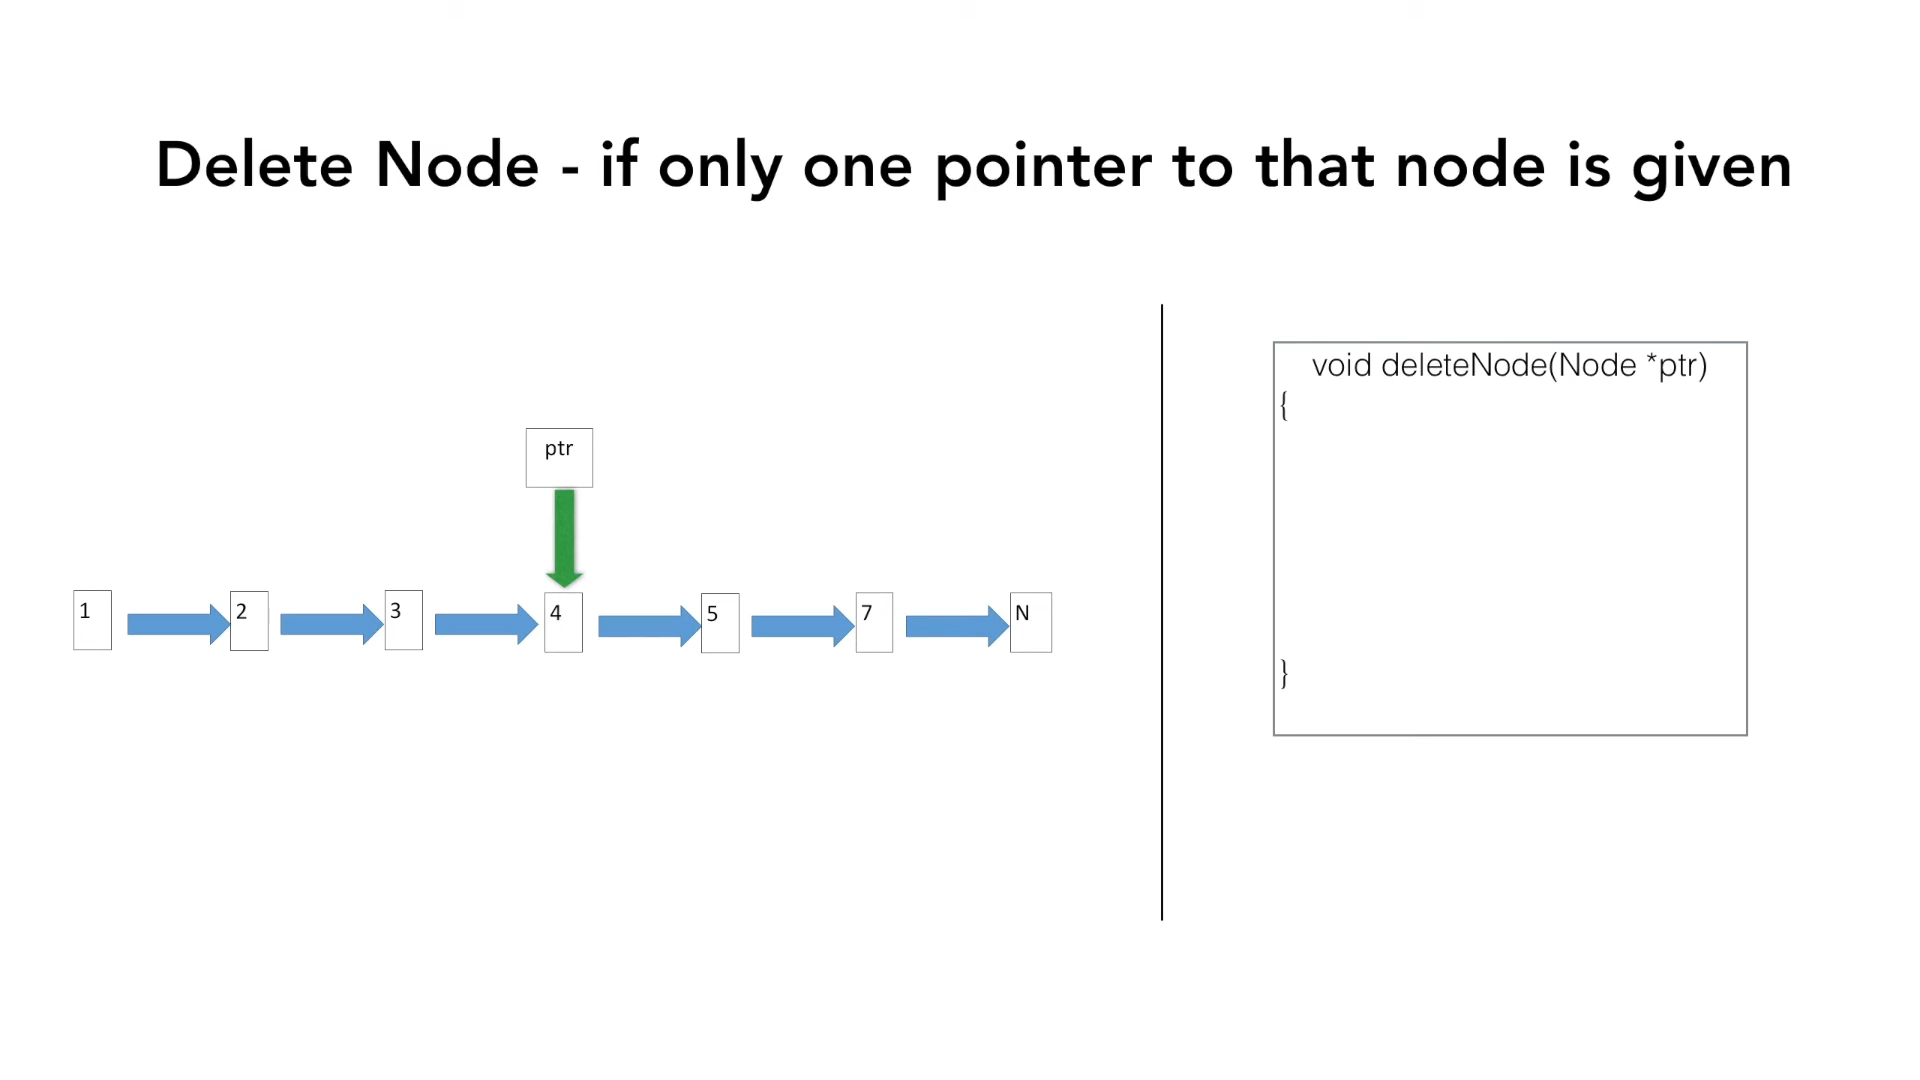 Delete Node - if only one pointer to that node is given
ptr
1 2 3 4 5 7 N
void deleteNode(Node *ptr)
{
}